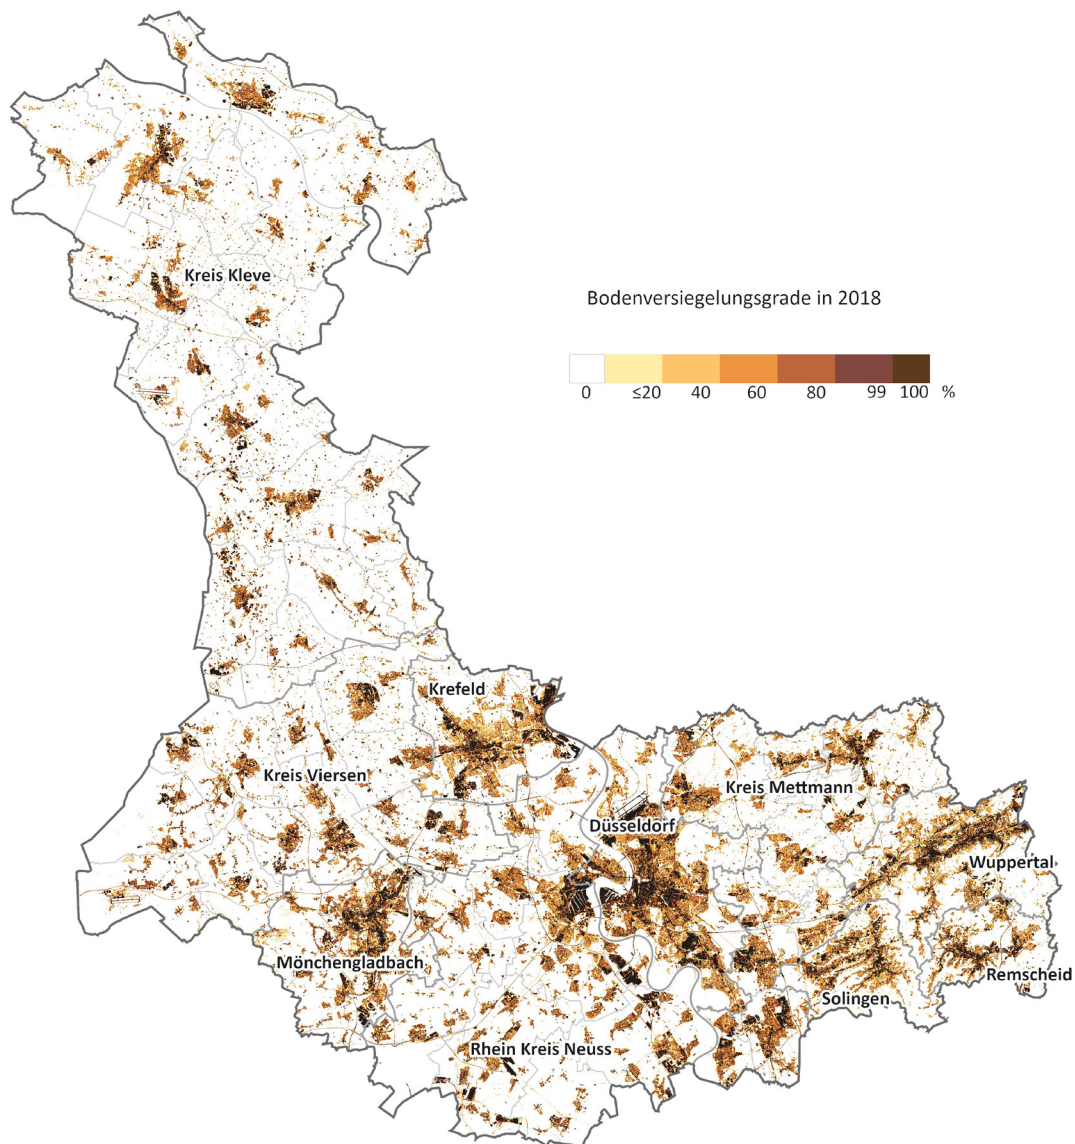 Kreis Kleve
Bodenversiegelungsgrade in 2018
0 ≤20 40 60 80 99 100 %
Krefeld
Kreis Viersen
Kreis Mettmann
Düsseldorf
Wuppertal
Mönchengladbach
Remscheid
Solingen
Rhein Kreis Neuss